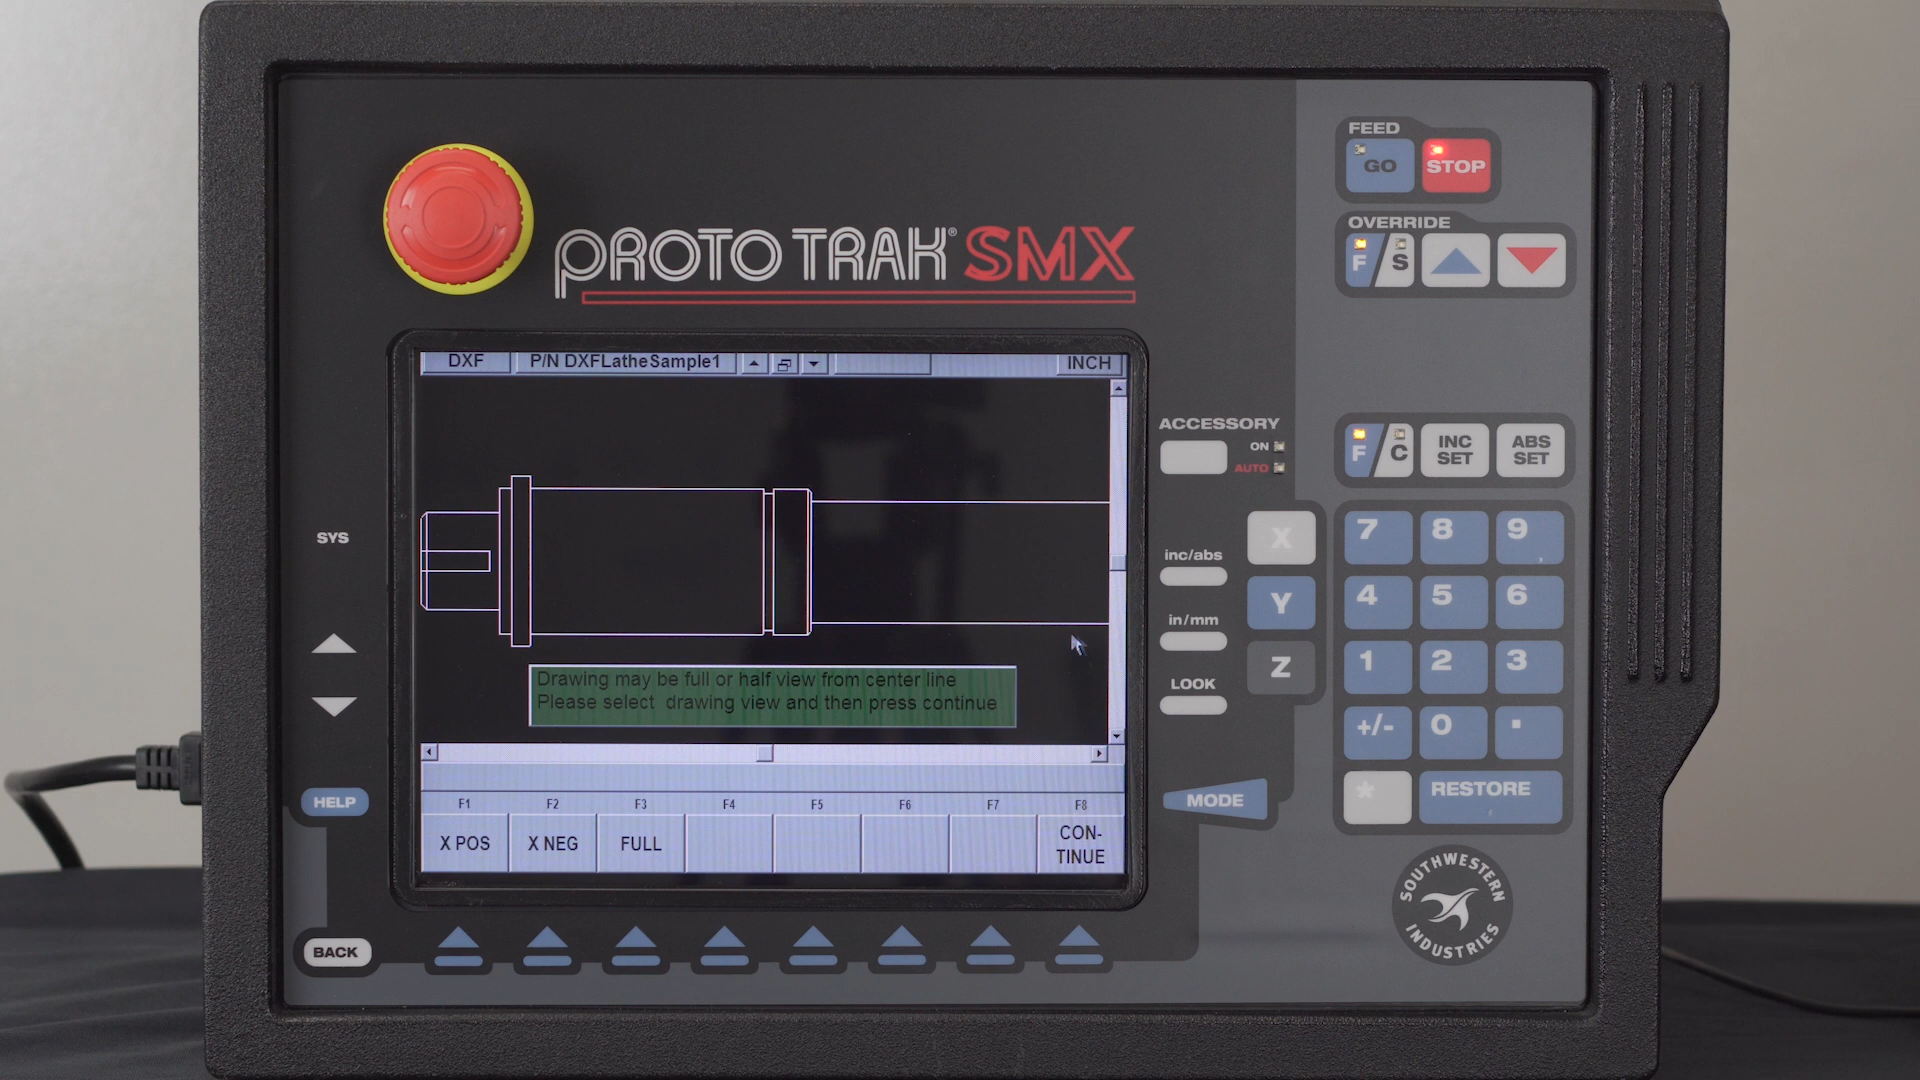 FEED
GO
STOP
OVERRIDE
F
S
PROTO TRAK® SMX
DXF
P/N DXFLatheSample1
INCH
ACCESSORY
ON
AUTO
F
C
INC
SET
ABS
SET
SYS
X
7
8
9
inc/abs
Y
4
5
6
in/mm
Z
1
2
3
LOOK
Drawing may be full or half view from center line
Please select drawing view and then press continue
+/-
0
.
HELP
MODE
*
RESTORE
F1
F2
F3
F4
F5
F6
F7
F8
X POS
X NEG
FULL
CON-
TINUE
SOUTHWESTERN
INDUSTRIES
BACK